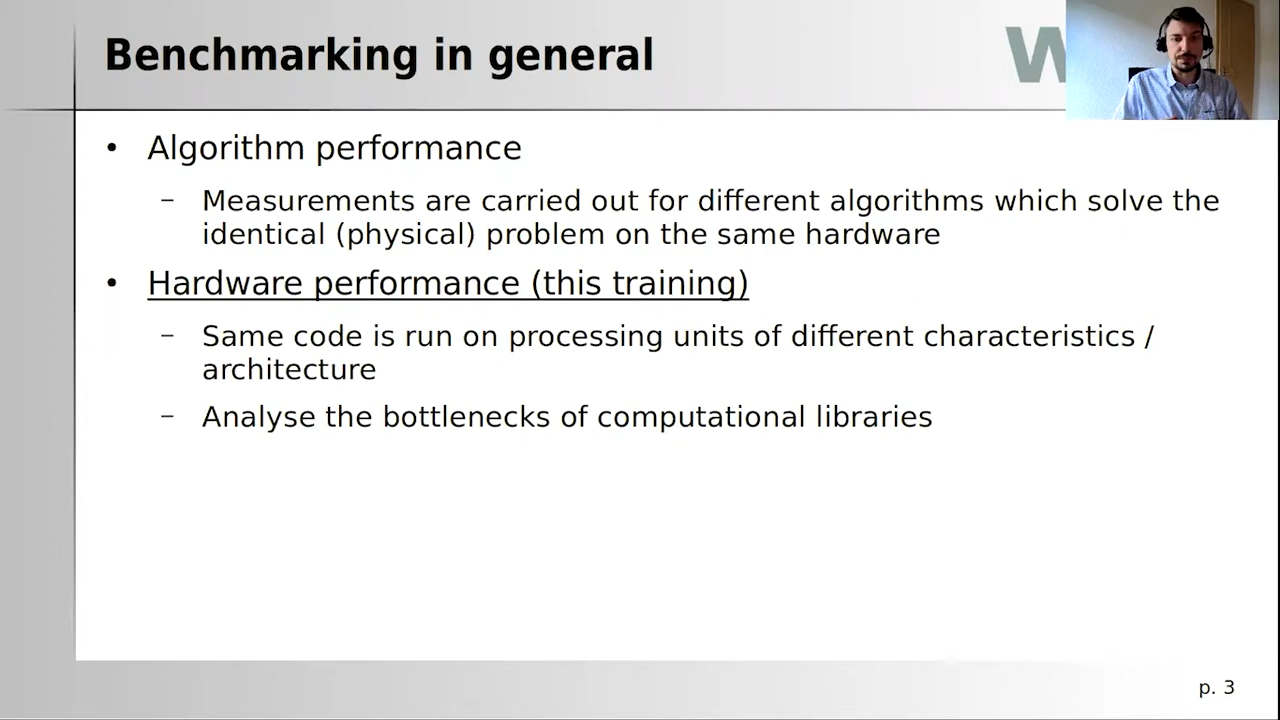 Benchmarking in general
W
• Algorithm performance
– Measurements are carried out for different algorithms which solve the
identical (physical) problem on the same hardware
• Hardware performance (this training)
– Same code is run on processing units of different characteristics /
architecture
– Analyse the bottlenecks of computational libraries
p. 3